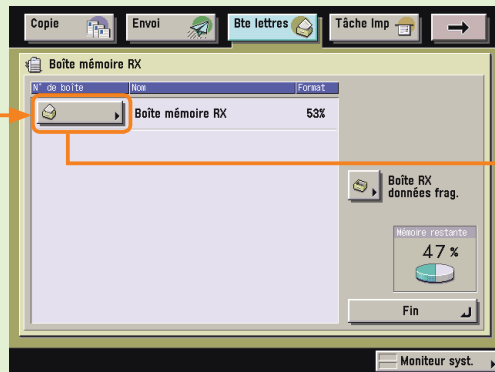 Copie
Envoi
Bte lettres
Tâche Imp
Boîte mémoire RX
N° de boîte Nom Format
Boîte mémoire RX 53%
Boîte RX
données frag.
Mémoire restante
47 %
Fin
Moniteur syst.